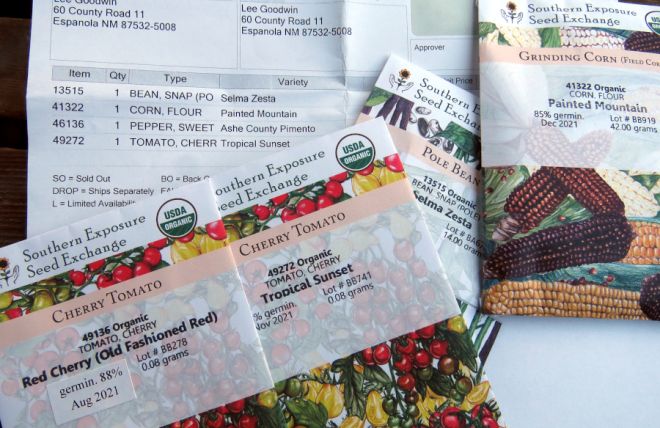 Lee Goodwin
60 County Road 11
Espanola NM 87532-5008
Lee Goodwin
60 County Road 11
Espanola NM 87532-5008
Approver
Item Qty Type Variety Unit Price
13515 1 BEAN, SNAP (PO Selma Zesta
41322 1 CORN, FLOUR Painted Mountain
46136 1 PEPPER, SWEET Ashe County Pimento
49272 1 TOMATO, CHERR Tropical Sunset
SO = Sold Out BO = Back O
DROP = Ships Separately
L = Limited Availabil
Southern Exposure
Seed Exchange
USDA
ORGANIC
CHERRY TOMATO
49136 Organic
TOMATO, CHERRY
Red Cherry (Old Fashioned Red)
Lot # BB278
0.08 grams
germin. 88%
Aug 2021
Southern Exposure
Seed Exchange
USDA
ORGANIC
CHERRY TOMATO
49272 Organic
TOMATO, CHERRY
Tropical Sunset
% germin. Lot # BB741
Nov 2021 0.08 grams
Southern Exposure
Seed Exchange
POLE BEAN
13515 Organic
BEAN, SNAP (POLE
Selma Zesta
Lot # BA
14.00 gram
Southern Exposure
Seed Exchange
GRINDING CORN (FIELD COR
41322 Organic
CORN, FLOUR
Painted Mountain
85% germin. Lot # BB919
Dec 2021 42.00 grams